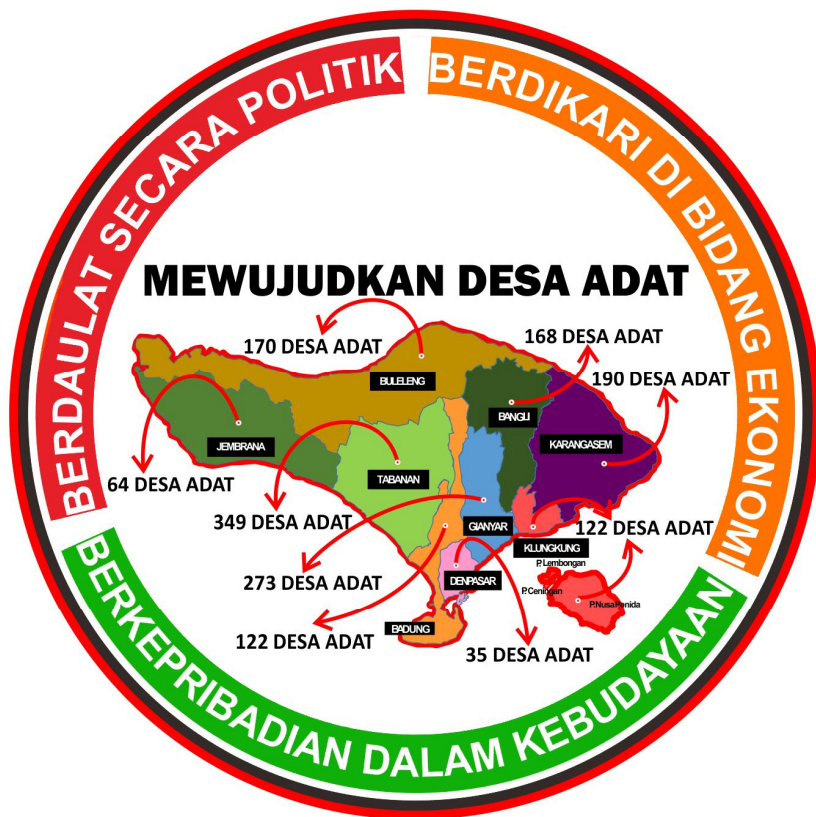 BERDAULAT SECARA POLITIK
BERDIKARI DI BIDANG EKONOMI
MEWUJUDKAN DESA ADAT
170 DESA ADAT
168 DESA ADAT
190 DESA ADAT
BULELENG
BANGLI
JEMBRANA
KARANGASEM
TABANAN
64 DESA ADAT
349 DESA ADAT
GIANYAR
122 DESA ADAT
KLUNGKUNG
P. Lembongan
273 DESA ADAT
DENPASAR
P.Ceningan
P.NusaPenida
BADUNG
122 DESA ADAT
35 DESA ADAT
BERKEPRIBADIAN DALAM KEBUDAYAAN